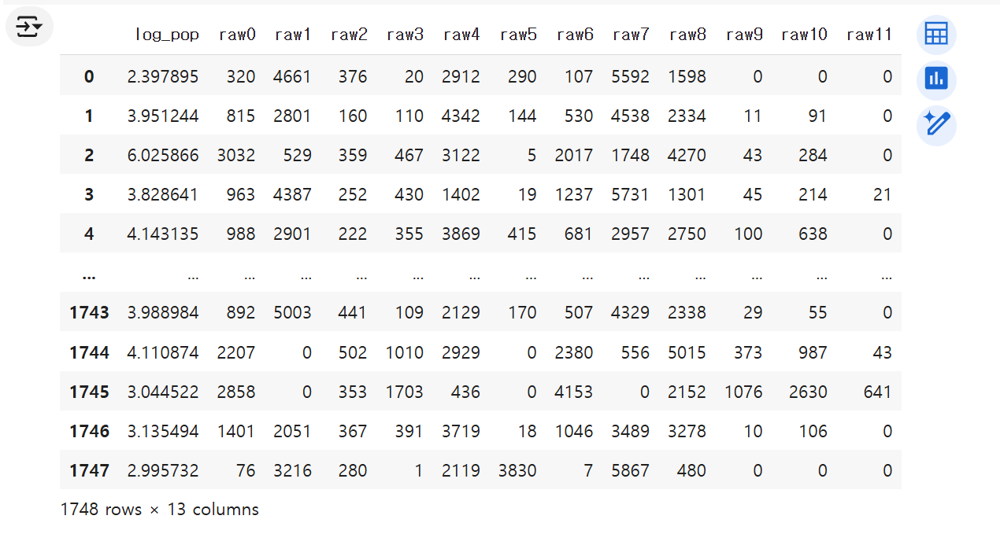 log_pop raw0 raw1 raw2 raw3 raw4 raw5 raw6 raw7 raw8 raw9 raw10 raw11
0 2.397895 320 4661 376 20 2912 290 107 5592 1598 0 0 0
1 3.951244 815 2801 160 110 4342 144 530 4538 2334 11 91 0
2 6.025866 3032 529 359 467 3122 5 2017 1748 4270 43 284 0
3 3.828641 963 4387 252 430 1402 19 1237 5731 1301 45 214 21
4 4.143135 988 2901 222 355 3869 415 681 2957 2750 100 638 0
... ... ... ... ... ... ... ... ... ... ... ... ... ...
1743 3.988984 892 5003 441 109 2129 170 507 4329 2338 29 55 0
1744 4.110874 2207 0 502 1010 2929 0 2380 556 5015 373 987 43
1745 3.044522 2858 0 353 1703 436 0 4153 0 2152 1076 2630 641
1746 3.135494 1401 2051 367 391 3719 18 1046 3489 3278 10 106 0
1747 2.995732 76 3216 280 1 2119 3830 7 5867 480 0 0 0
1748 rows × 13 columns